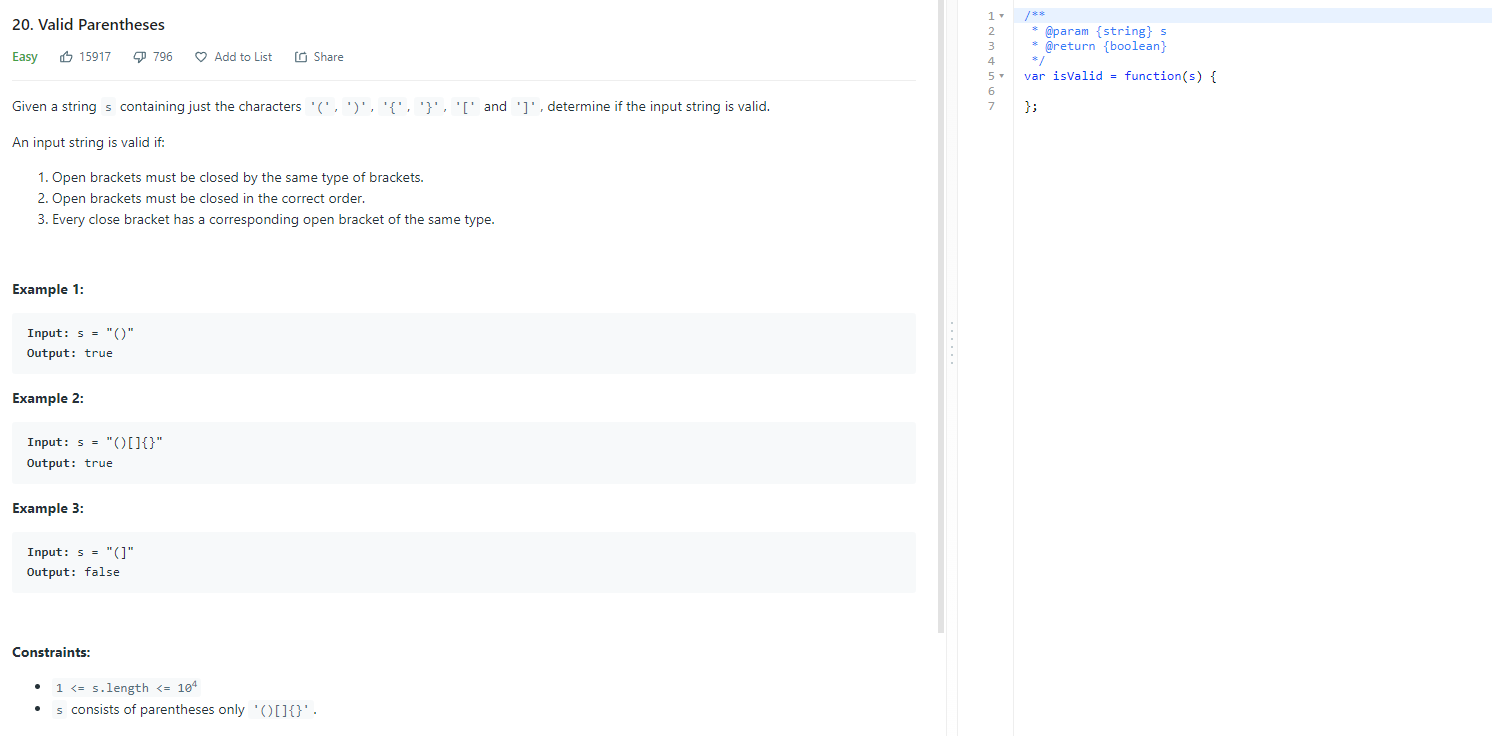 20. Valid Parentheses
Easy 15917 796 Add to List Share
Given a string s containing just the characters '(', ')', '{', '}', '[' and ']', determine if the input string is valid.
An input string is valid if:
1. Open brackets must be closed by the same type of brackets.
2. Open brackets must be closed in the correct order.
3. Every close bracket has a corresponding open bracket of the same type.
Example 1:
Input: s = "()"
Output: true
Example 2:
Input: s = "()[]{}"
Output: true
Example 3:
Input: s = "(]"
Output: false
Constraints:
• 1 <= s.length <= 10⁴
• s consists of parentheses only '()[]{}'.
1 /**
2 * @param {string} s
3 * @return {boolean}
4 */
5 var isValid = function(s) {
6
7 };